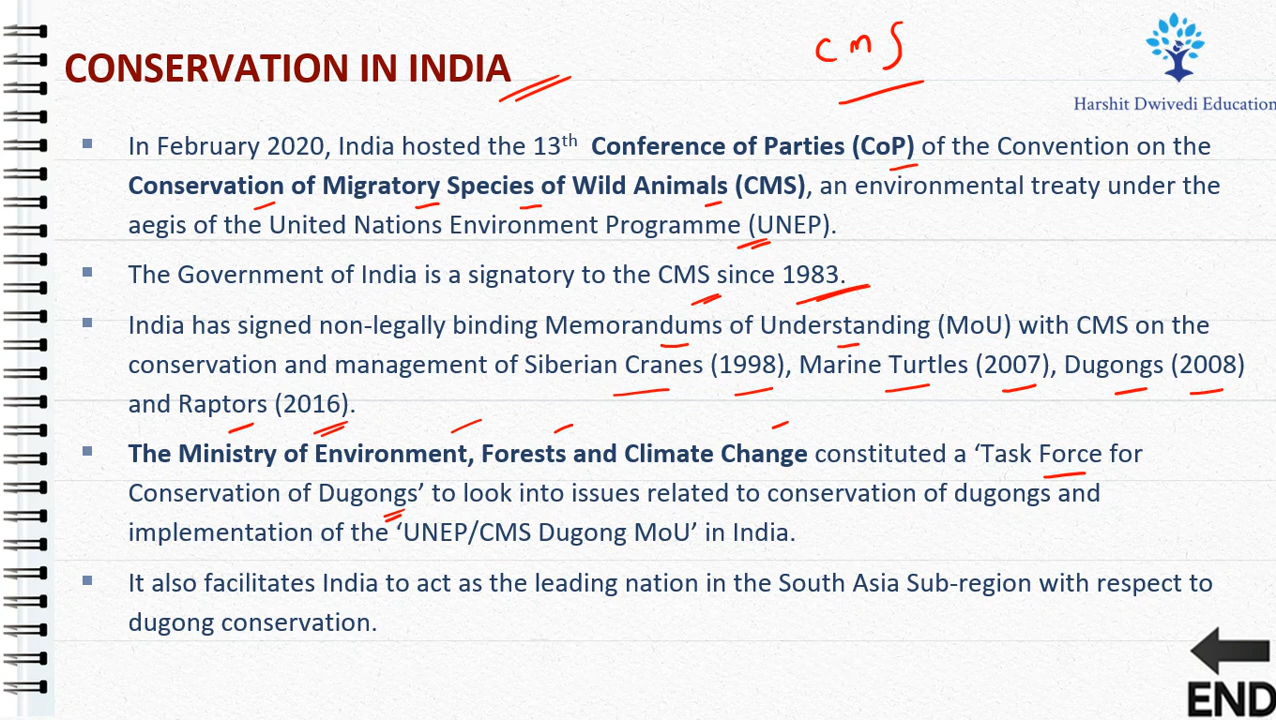 cms
Harshit Dwivedi Education
CONSERVATION IN INDIA
▪ In February 2020, India hosted the 13th Conference of Parties (CoP) of the Convention on the
Conservation of Migratory Species of Wild Animals (CMS), an environmental treaty under the
aegis of the United Nations Environment Programme (UNEP).
▪ The Government of India is a signatory to the CMS since 1983.
▪ India has signed non-legally binding Memorandums of Understanding (MoU) with CMS on the
conservation and management of Siberian Cranes (1998), Marine Turtles (2007), Dugongs (2008)
and Raptors (2016).
▪ The Ministry of Environment, Forests and Climate Change constituted a ‘Task Force for
Conservation of Dugongs’ to look into issues related to conservation of dugongs and
implementation of the ‘UNEP/CMS Dugong MoU’ in India.
▪ It also facilitates India to act as the leading nation in the South Asia Sub-region with respect to
dugong conservation.
END